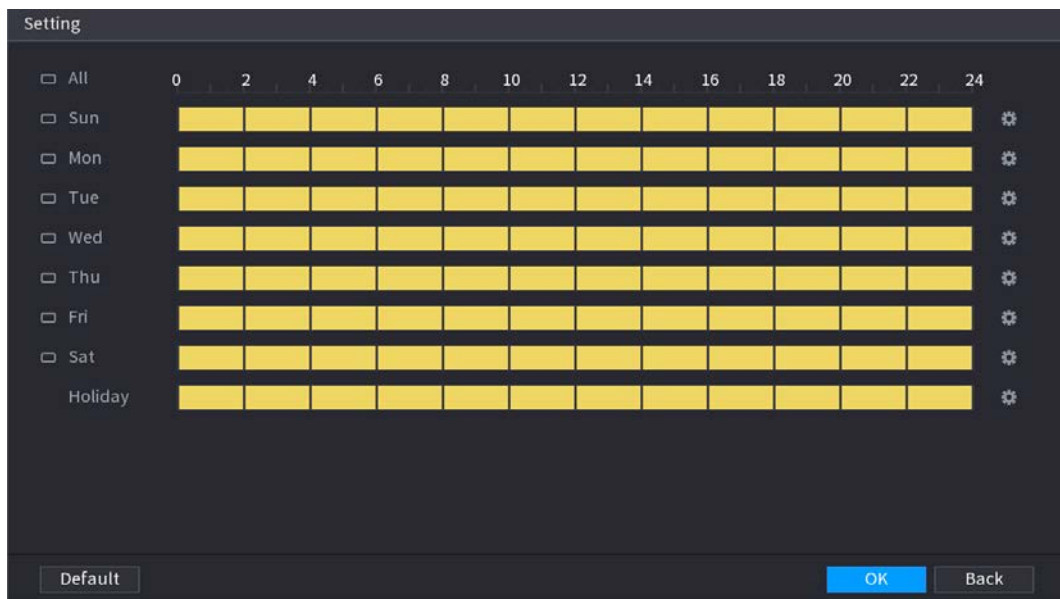 Setting
All 0 2 4 6 8 10 12 14 16 18 20 22 24
Sun
Mon
Tue
Wed
Thu
Fri
Sat
Holiday
Default OK Back